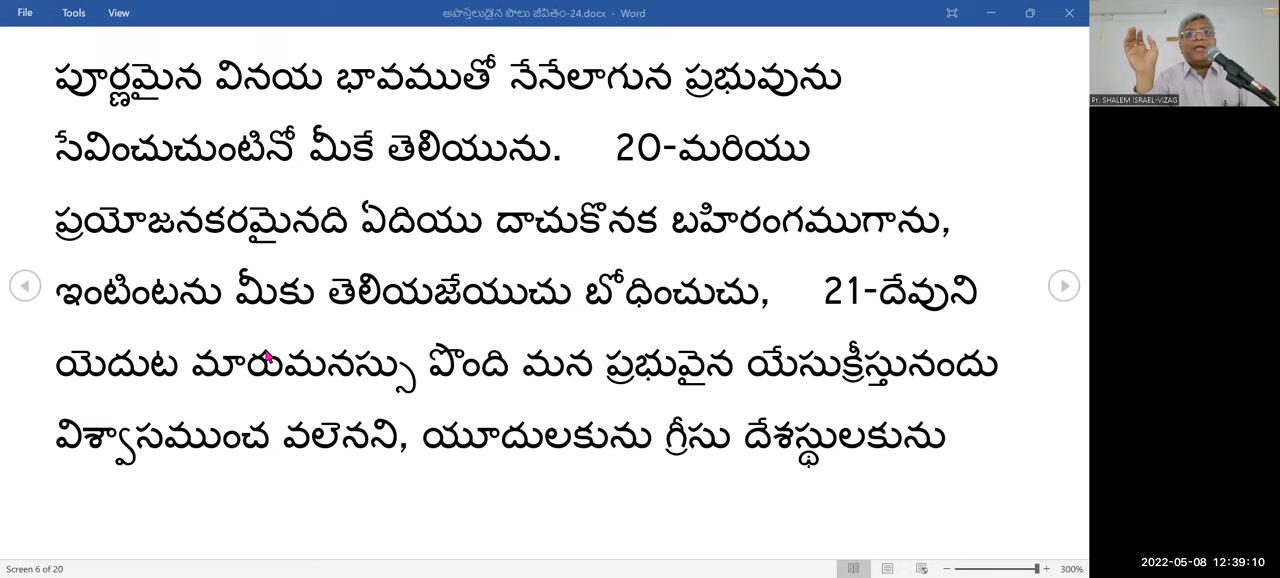 File Tools View అపొస్తలుడైన పౌలు జీవితం-24.docx - Word
పూర్ణమైన వినయ భావముతో నేనేలాగున ప్రభువును
సేవించుచుంటినో మీకే తెలియును. 20-మరియు
ప్రయోజనకరమైనది ఏదియు దాచుకొనక బహిరంగముగాను,
ఇంటింటను మీకు తెలియజేయుచు బోధించుచు, 21-దేవుని
యెదుట మారుమనస్సు పొంది మన ప్రభువైన యేసుక్రీస్తునందు
విశ్వాసముంచ వలెనని, యూదులకును గ్రీసు దేశస్థులకును
Pr. SHALEM ISRAEL-VIZAG
2022-05-08 12:39:10
Screen 6 of 20 300%